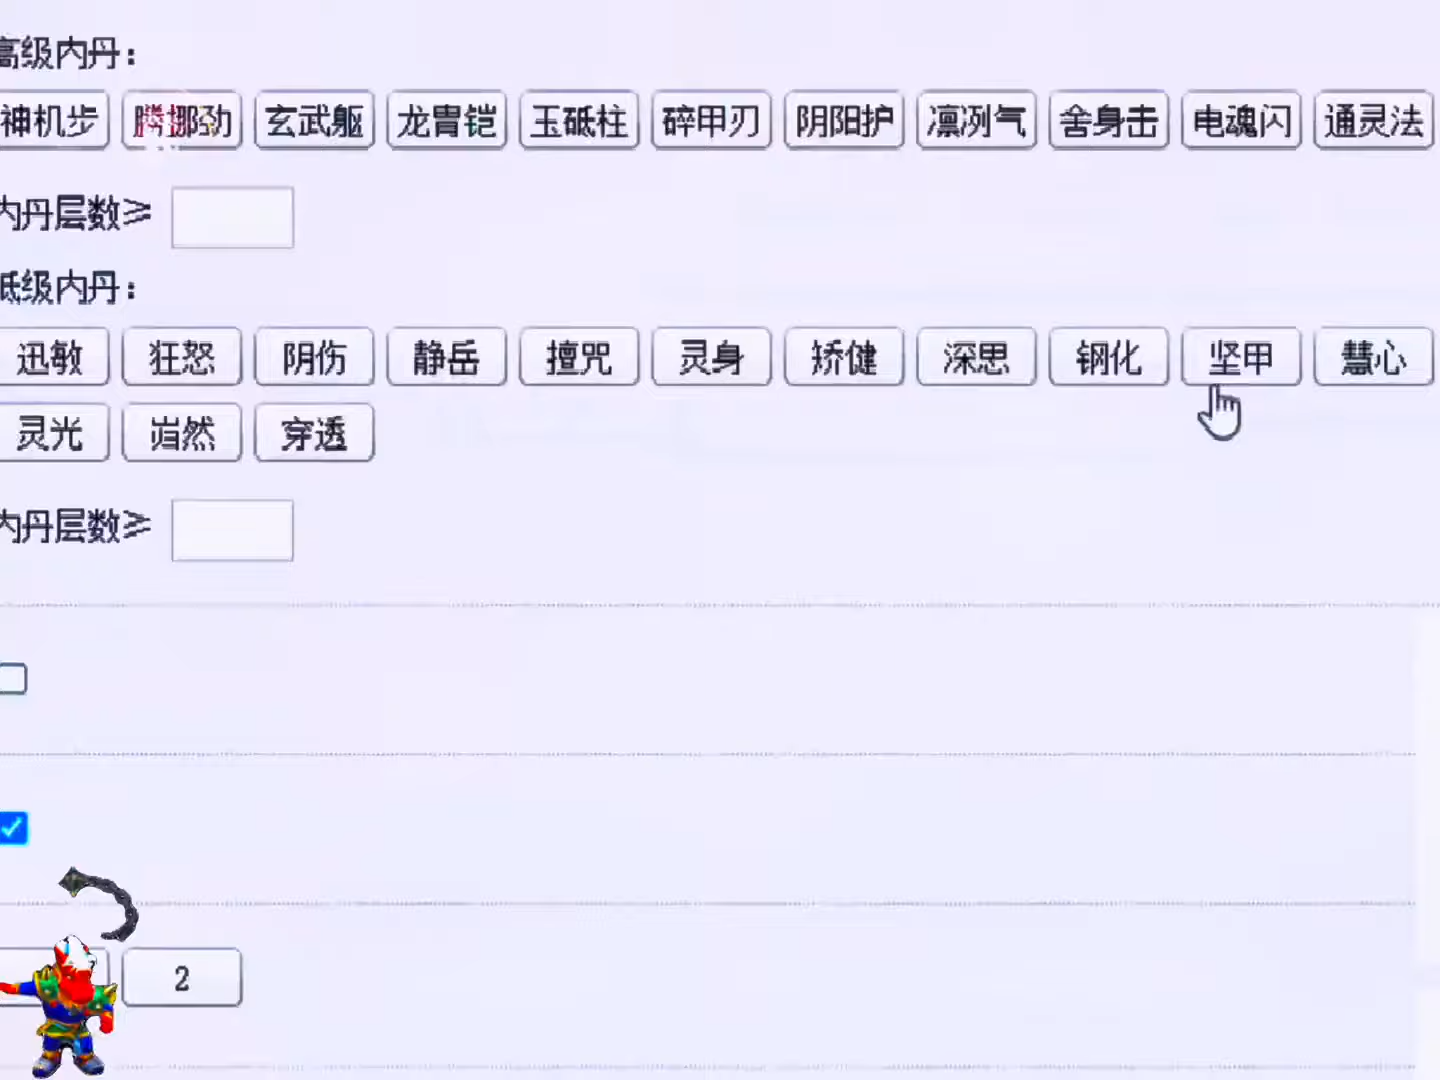 高级内丹：
神机步 腾挪劲 玄武躯 龙胄铠 玉砥柱 碎甲刃 阴阳护 凛冽气 舍身击 电魂闪 通灵法
内丹层数≥
低级内丹：
迅敏 狂怒 阴伤 静岳 擅咒 灵身 矫健 深思 钢化 坚甲 慧心
灵光 岿然 穿透
内丹层数≥
2